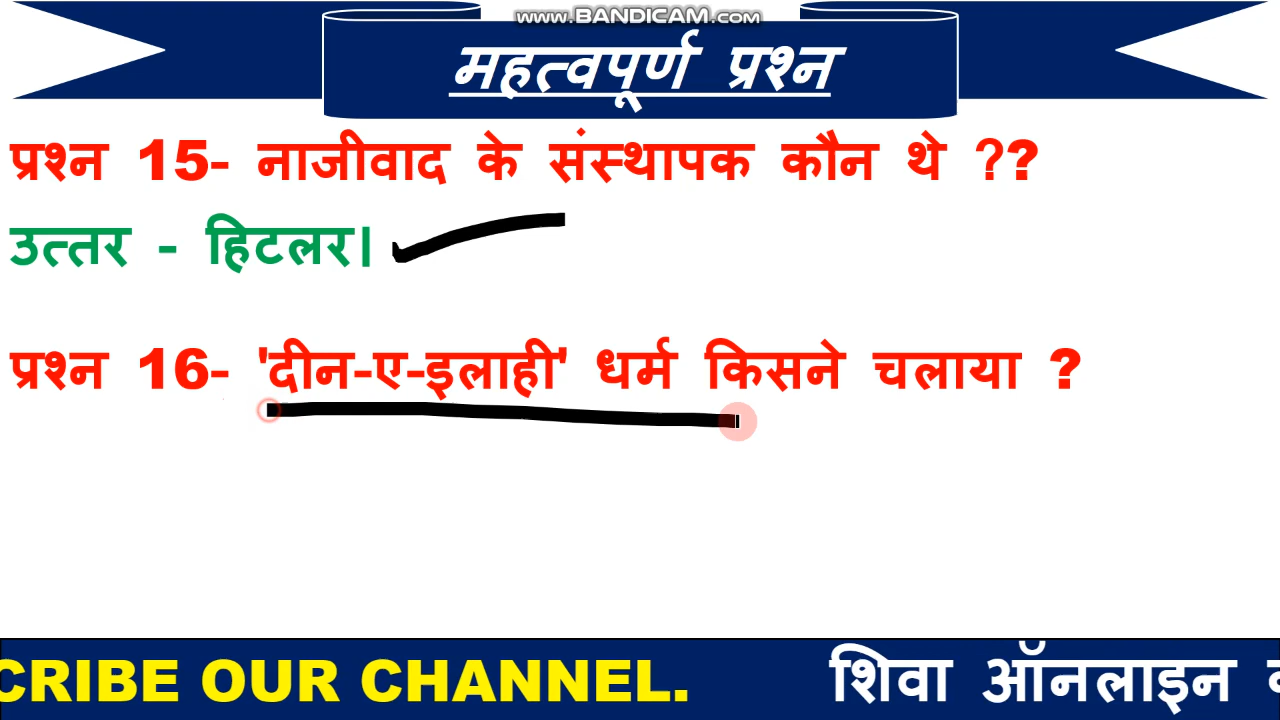 www.BANDICAM.com
महत्वपूर्ण प्रश्न
प्रश्न 15- नाजीवाद के संस्थापक कौन थे ??
उत्तर - हिटलर।
प्रश्न 16- 'दीन-ए-इलाही' धर्म किसने चलाया ?
CRIBE OUR CHANNEL. शिवा ऑनलाइन